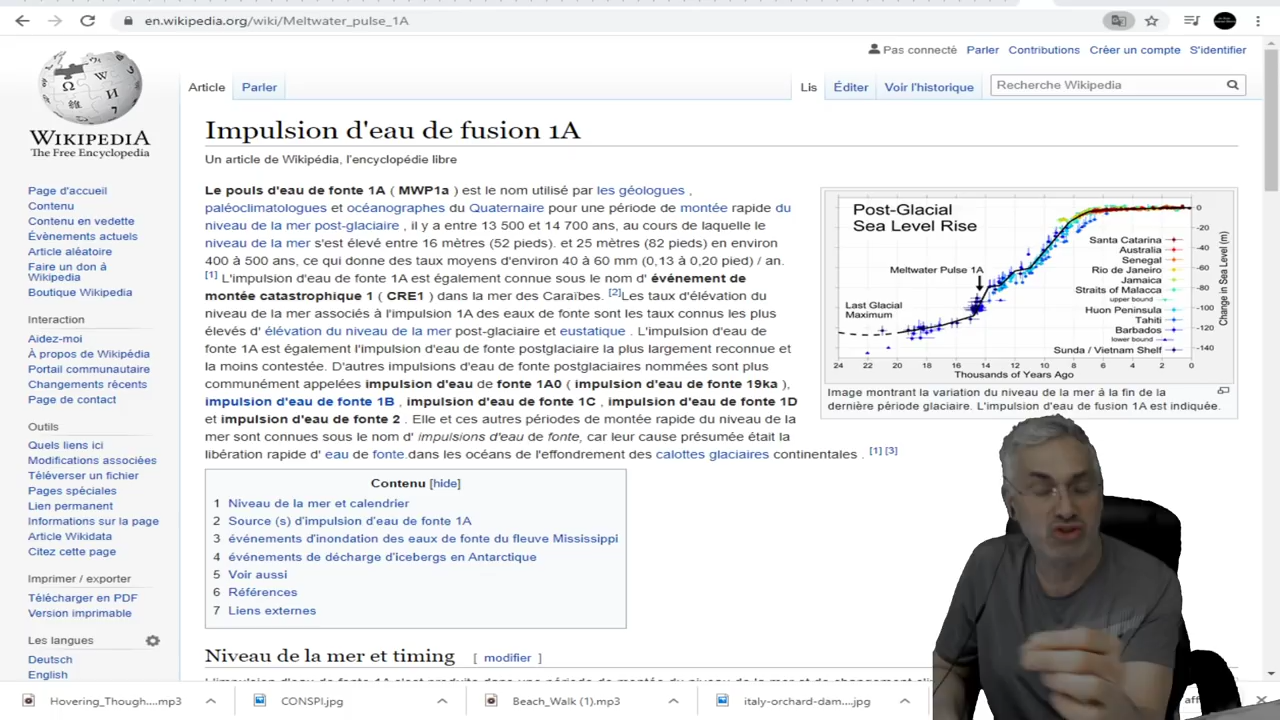 en.wikipedia.org/wiki/Meltwater_pulse_1A
Pas connecté Parler Contributions Créer un compte S'identifier
Article Parler Lis Éditer Voir l'historique Recherche Wikipedia
WIKIPEDIA
The Free Encyclopedia
Page d'accueil
Contenu
Contenu en vedette
Évènements actuels
Article aléatoire
Faire un don à
Wikipedia
Boutique Wikipedia
Interaction
Aidez-moi
À propos de Wikipédia
Portail communautaire
Changements récents
Page de contact
Outils
Quels liens ici
Modifications associées
Téléverser un fichier
Pages spéciales
Lien permanent
Informations sur la page
Article Wikidata
Citez cette page
Imprimer / exporter
Télécharger en PDF
Version imprimable
Les langues
Deutsch
English
Impulsion d'eau de fusion 1A
Un article de Wikipédia, l'encyclopédie libre
Le pouls d'eau de fonte 1A ( MWP1a ) est le nom utilisé par les géologues ,
paléoclimatologues et océanographes du Quaternaire pour une période de montée rapide du
niveau de la mer post-glaciaire , il y a entre 13 500 et 14 700 ans, au cours de laquelle le
niveau de la mer s'est élevé entre 16 mètres (52 pieds). et 25 mètres (82 pieds) en environ
400 à 500 ans, ce qui donne des taux moyens d'environ 40 à 60 mm (0,13 à 0,20 pied) / an.
[1] L'impulsion d'eau de fonte 1A est également connue sous le nom d' événement de
montée catastrophique 1 ( CRE1 ) dans la mer des Caraïbes. [2]Les taux d'élévation du
niveau de la mer associés à l'impulsion 1A des eaux de fonte sont les taux connus les plus
élevés d' élévation du niveau de la mer post-glaciaire et eustatique . L'impulsion d'eau de
fonte 1A est également l'impulsion d'eau de fonte postglaciaire la plus largement reconnue et
la moins contestée. D'autres impulsions d'eau de fonte postglaciaires nommées sont plus
communément appelées impulsion d'eau de fonte 1A0 ( impulsion d'eau de fonte 19ka ),
impulsion d'eau de fonte 1B , impulsion d'eau de fonte 1C , impulsion d'eau de fonte 1D
et impulsion d'eau de fonte 2 . Elle et ces autres périodes de montée rapide du niveau de la
mer sont connues sous le nom d' impulsions d'eau de fonte, car leur cause présumée était la
libération rapide d' eau de fonte.dans les océans de l'effondrement des calottes glaciaires continentales . [1] [3]
Post-Glacial
Sea Level Rise
Meltwater Pulse 1A
Last Glacial
Maximum
Santa Catarina
Australia
Senegal
Rio de Janeiro
Jamaica
Straits of Malacca
upper bound
Huon Peninsula
Tahiti
Barbados
lower bound
Sunda / Vietnam Shelf
0
-20
-40
-60
-80
-100
-120
-140
Change in Sea Level (m)
24 22 20 18 16 14 12 10 8 6 4 2 0
Thousands of Years Ago
Image montrant la variation du niveau de la mer à la fin de la
dernière période glaciaire. L'impulsion d'eau de fusion 1A est indiquée.
Contenu [hide]
1 Niveau de la mer et calendrier
2 Source (s) d'impulsion d'eau de fonte 1A
3 événements d'inondation des eaux de fonte du fleuve Mississippi
4 événements de décharge d'icebergs en Antarctique
5 Voir aussi
6 Références
7 Liens externes
Niveau de la mer et timing [ modifier ]
Hovering_Though....mp3 CONSPI.jpg Beach_Walk (1).mp3 italy-orchard-dam....jpg